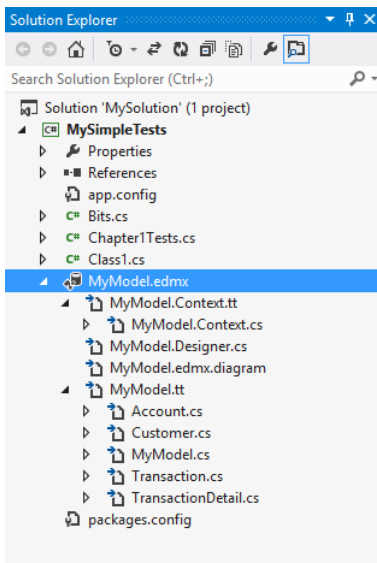 Solution Explorer
Search Solution Explorer (Ctrl+;)
Solution 'MySolution' (1 project)
C# MySimpleTests
Properties
References
app.config
C# Bits.cs
C# Chapter1Tests.cs
C# Class1.cs
MyModel.edmx
MyModel.Context.tt
MyModel.Context.cs
MyModel.Designer.cs
MyModel.edmx.diagram
MyModel.tt
Account.cs
Customer.cs
MyModel.cs
Transaction.cs
TransactionDetail.cs
packages.config